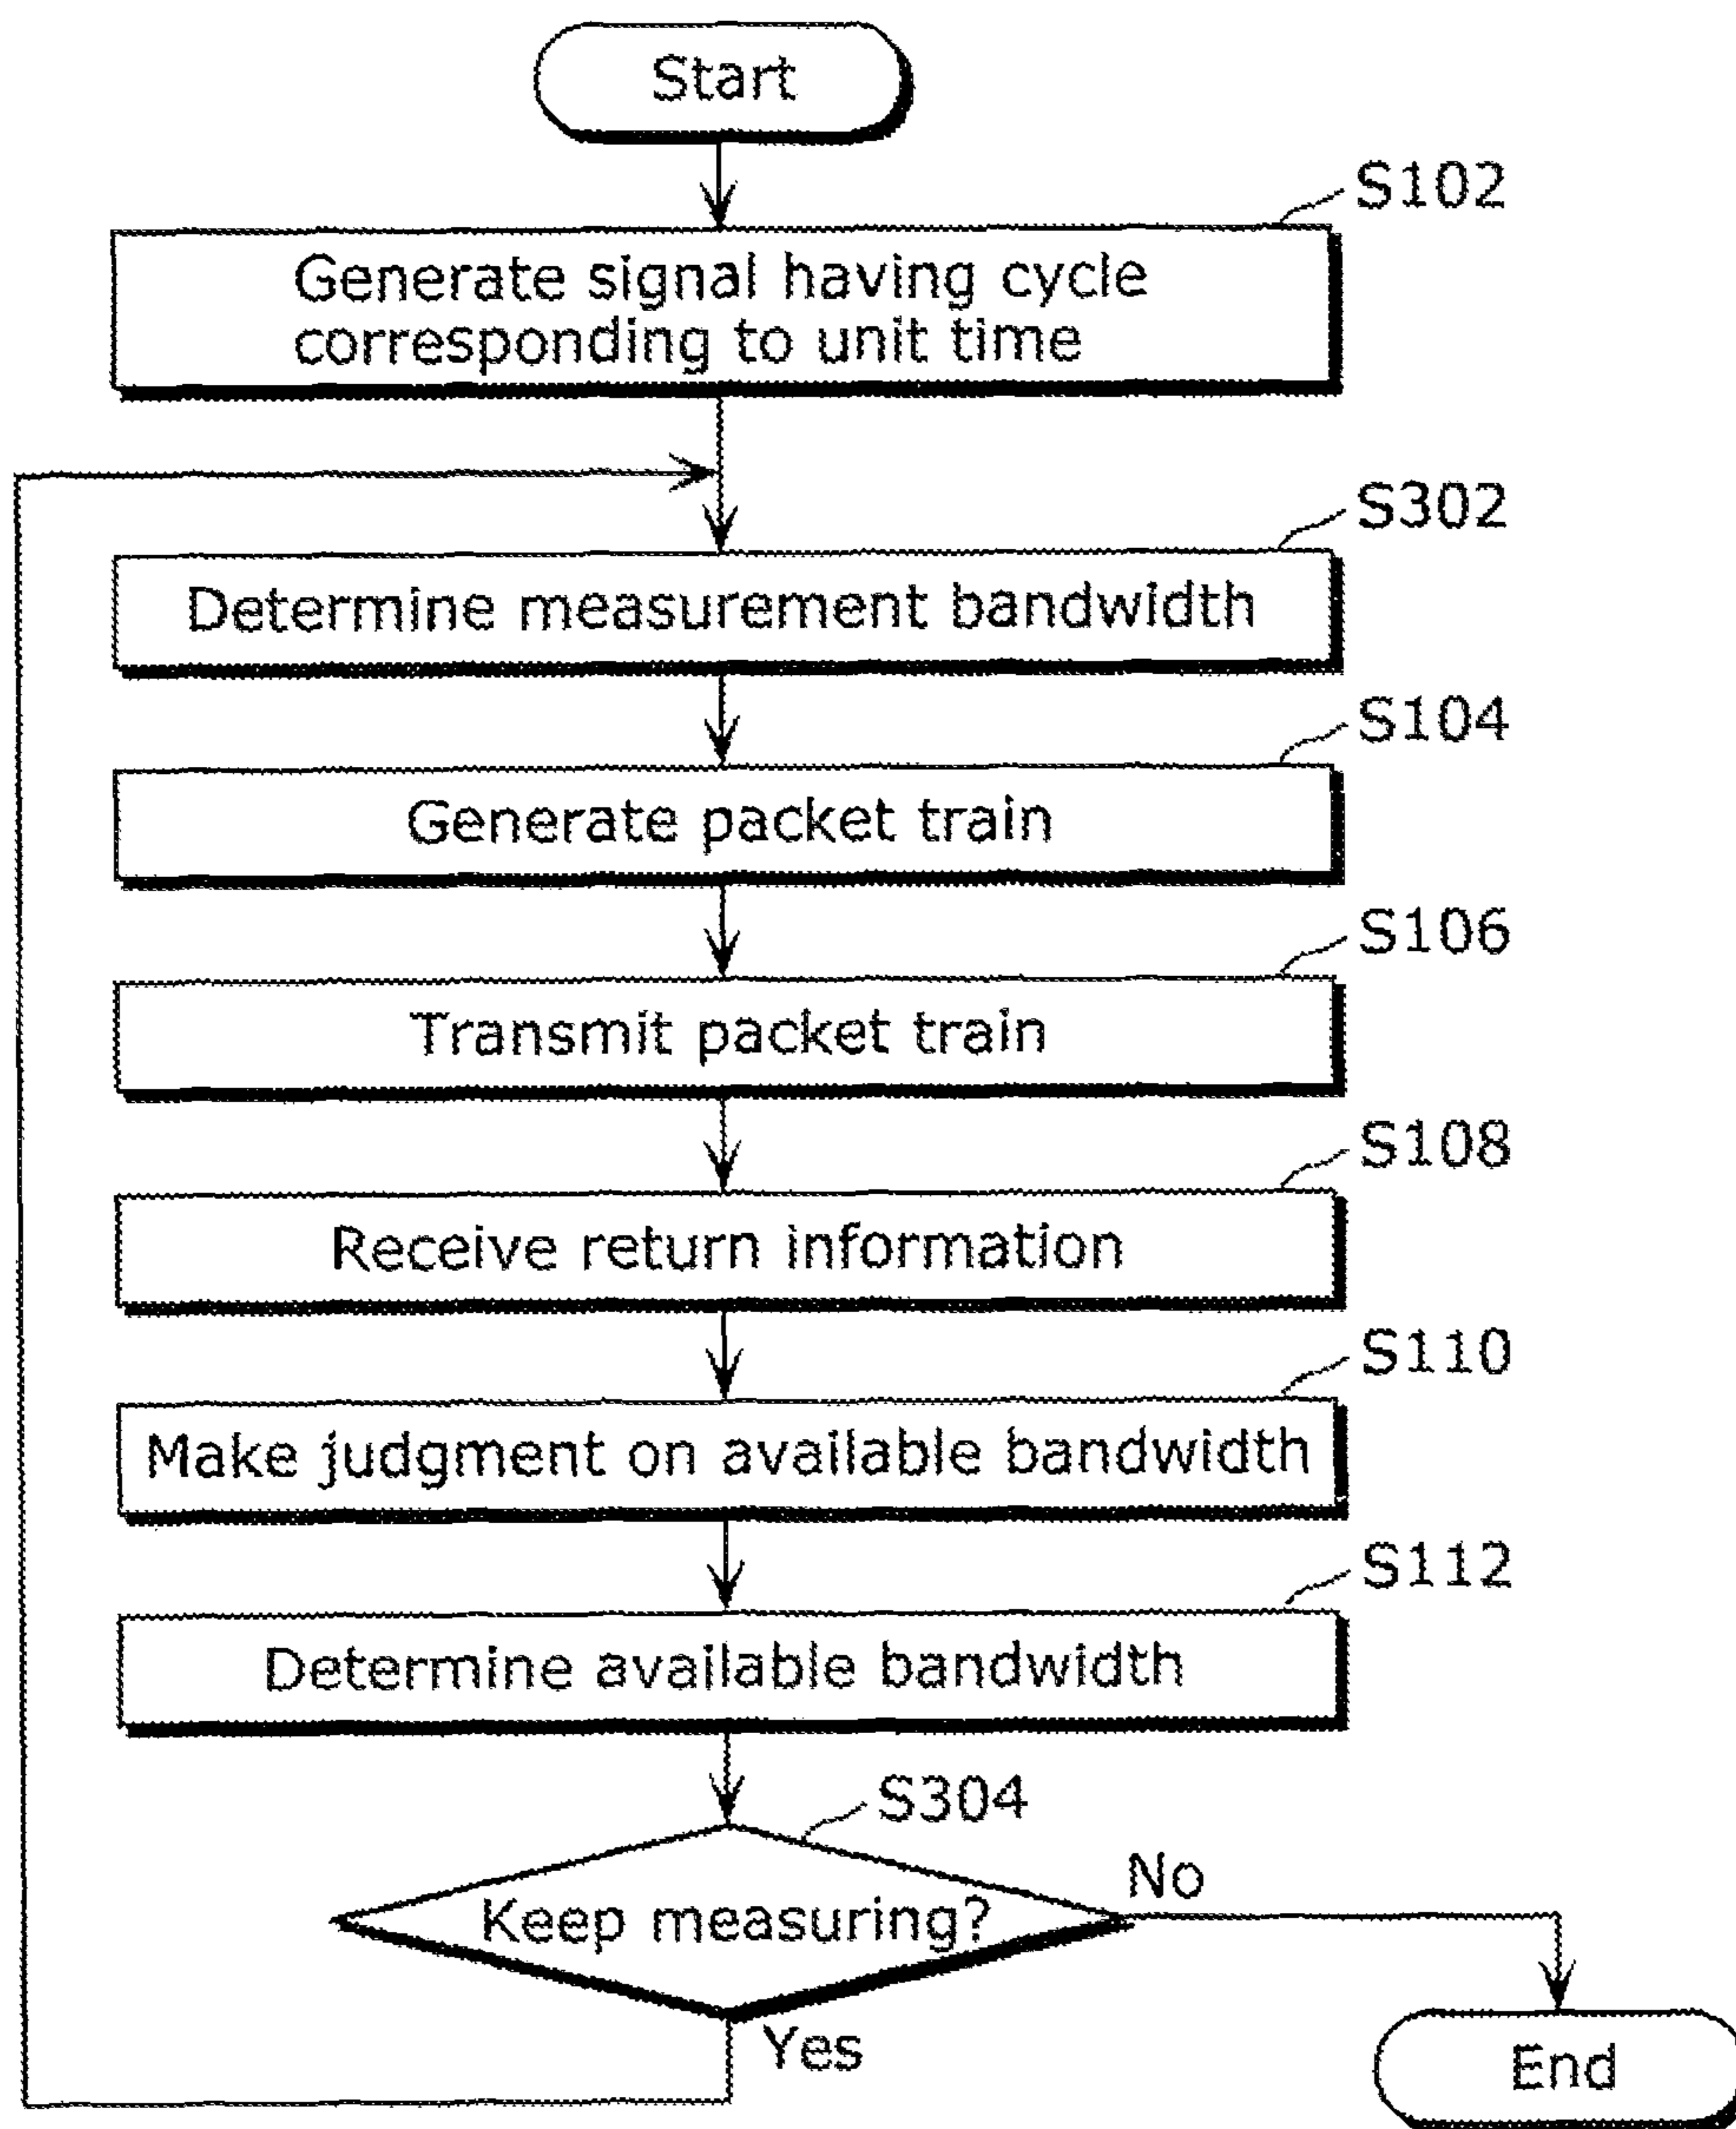 Start
S102
Generate signal having cycle
corresponding to unit time
S302
Determine measurement bandwidth
S104
Generate packet train
S106
Transmit packet train
S108
Receive return information
S110
Make judgment on available bandwidth
S112
Determine available bandwidth
S304
Keep measuring?
No
Yes
End